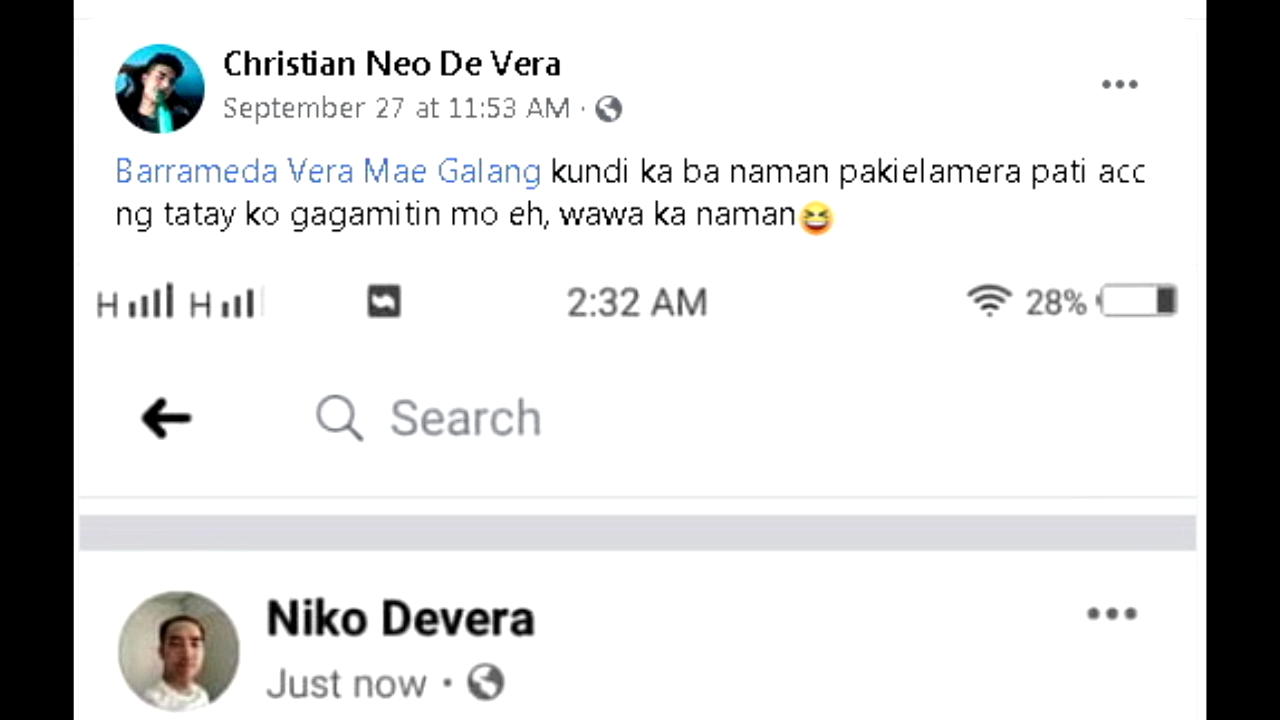 Christian Neo De Vera
September 27 at 11:53 AM ·
Barrameda Vera Mae Galang kundi ka ba naman pakielamera pati acc
ng tatay ko gagamitin mo eh, wawa ka naman😆
H H 2:32 AM 28%
Search
Niko Devera
Just now ·